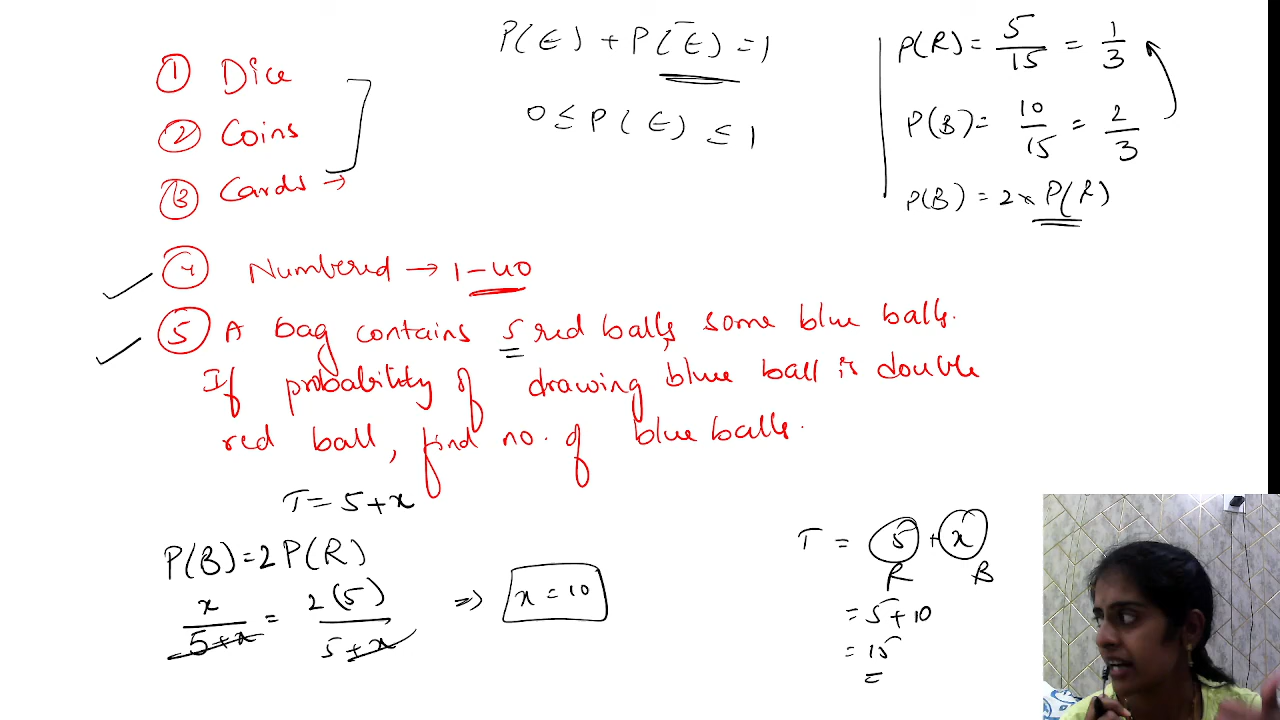 ① Dice
② Coins
③ Cards →
P(E) + P(Ē) = 1
0 ≤ P(E) ≤ 1
P(R) = 5/15 = 1/3
P(B) = 10/15 = 2/3
P(B) = 2 × P(R)
④ Numbered → 1-40
⑤ A bag contains 5 red balls, some blue balls.
If probability of drawing blue ball is double
red ball, find no. of blue balls.
T = 5+x
P(B) = 2P(R)
x/5+x = 2(5)/5+x ⇒ x = 10
T = 5 + x
R B
= 5+10
= 15